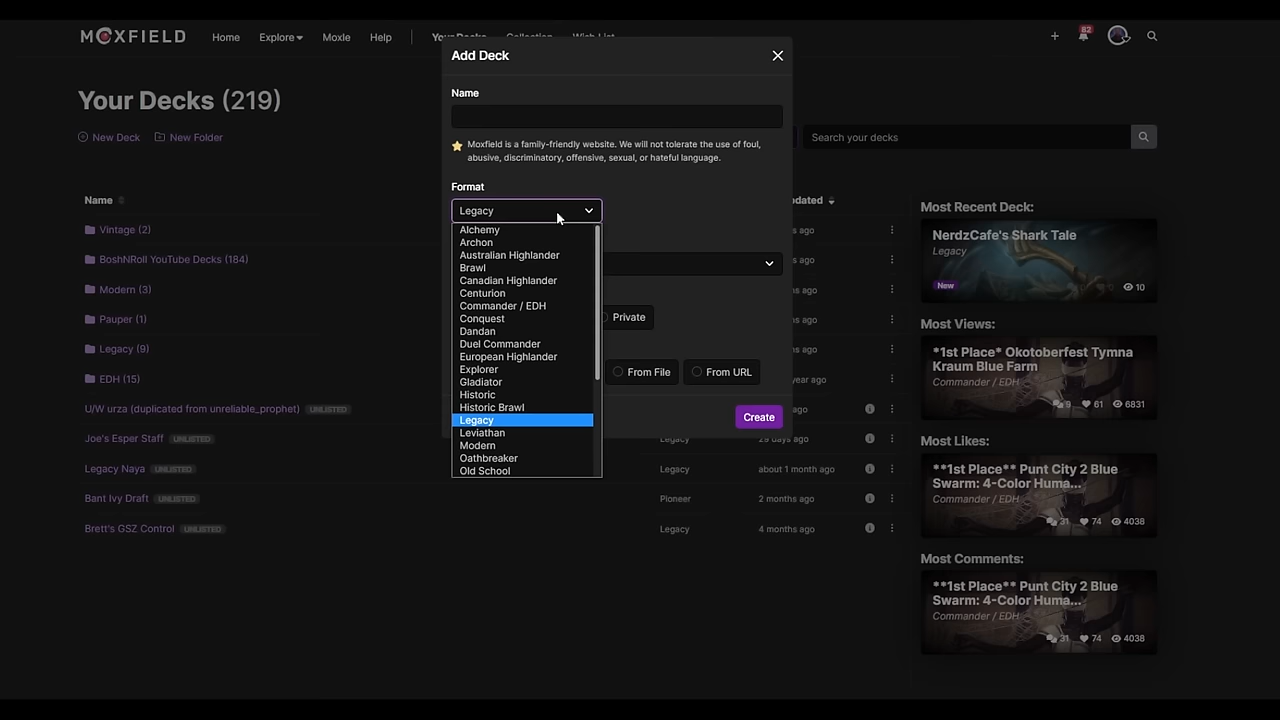 MOXFIELD
Home
Explore
Moxle
Help
Your Decks
Collection
Wish List
82
Your Decks (219)
New Deck
New Folder
Search your decks
Name
Vintage (2)
BoshNRoll YouTube Decks (184)
Modern (3)
Pauper (1)
Legacy (9)
EDH (15)
U/W urza (duplicated from unreliable_prophet) UNLISTED
Joe's Esper Staff UNLISTED
Legacy 29 days ago
Legacy Naya UNLISTED
Legacy about 1 month ago
Bant Ivy Draft UNLISTED
Pioneer 2 months ago
Brett's GSZ Control UNLISTED
Legacy 4 months ago
Add Deck
Name
Moxfield is a family-friendly website. We will not tolerate the use of foul,
abusive, discriminatory, offensive, sexual, or hateful language.
Format
Legacy
Alchemy
Archon
Australian Highlander
Brawl
Canadian Highlander
Centurion
Commander / EDH
Conquest
Dandan
Duel Commander
European Highlander
Explorer
Gladiator
Historic
Historic Brawl
Legacy
Leviathan
Modern
Oathbreaker
Old School
Private
From File
From URL
Create
Most Recent Deck:
NerdzCafe's Shark Tale
Legacy
New
10
Most Views:
*1st Place* Okotoberfest Tymna
Kraum Blue Farm
Commander / EDH
9 61 6831
Most Likes:
**1st Place** Punt City 2 Blue
Swarm: 4-Color Huma...
Commander / EDH
31 74 4038
Most Comments:
**1st Place** Punt City 2 Blue
Swarm: 4-Color Huma...
Commander / EDH
31 74 4038